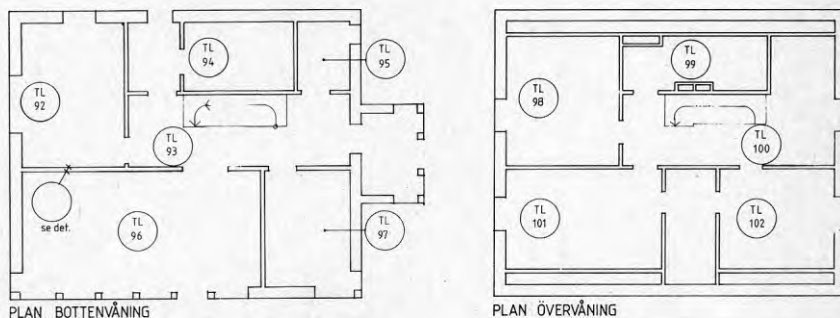 TL
92
TL
93
TL
94
TL
95
se det.
TL
96
TL
97
PLAN BOTTENVÅNING
TL
98
TL
99
TL
100
TL
101
TL
102
PLAN ÖVERVÅNING